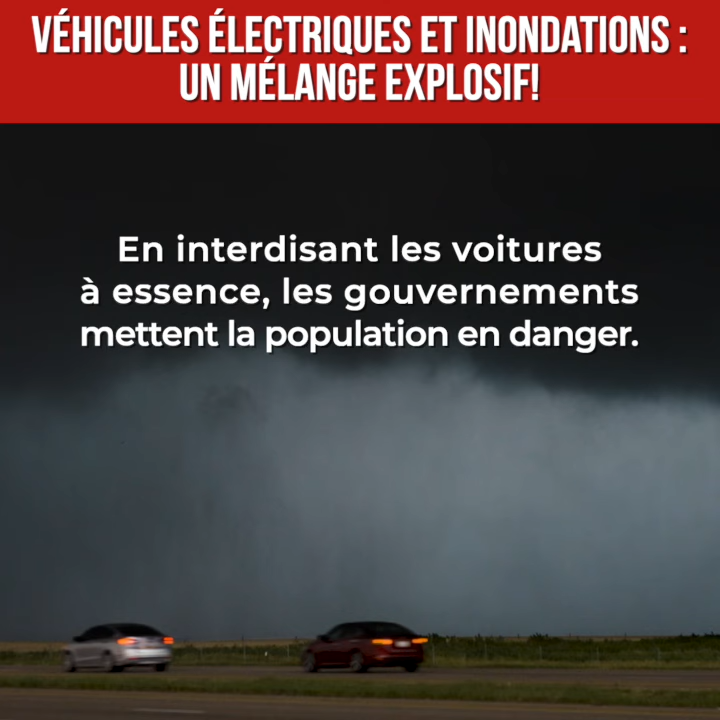 VÉHICULES ÉLECTRIQUES ET INONDATIONS :
UN MÉLANGE EXPLOSIF!
En interdisant les voitures
à essence, les gouvernements
mettent la population en danger.